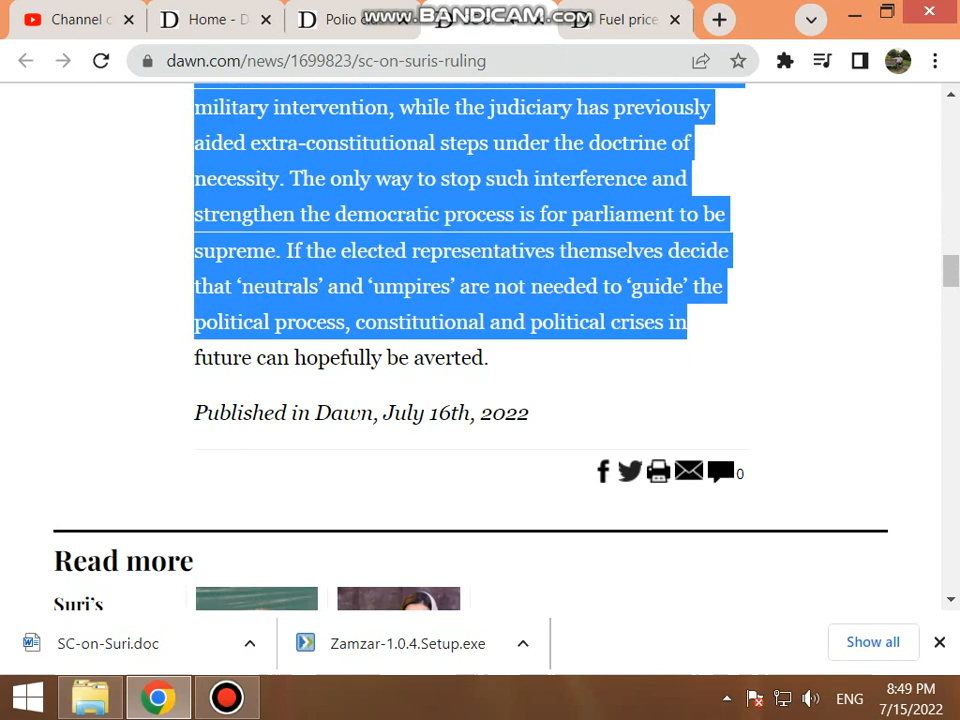 Channel c
Home - D
Polio
Fuel price
WWW.BANDICAM.COM
dawn.com/news/1699823/sc-on-suris-ruling
military intervention, while the judiciary has previously
aided extra-constitutional steps under the doctrine of
necessity. The only way to stop such interference and
strengthen the democratic process is for parliament to be
supreme. If the elected representatives themselves decide
that ‘neutrals’ and ‘umpires’ are not needed to ‘guide’ the
political process, constitutional and political crises in
future can hopefully be averted.
Published in Dawn, July 16th, 2022
0
Read more
Suri’s
SC-on-Suri.doc
Zamzar-1.0.4.Setup.exe
Show all
ENG
8:49 PM
7/15/2022